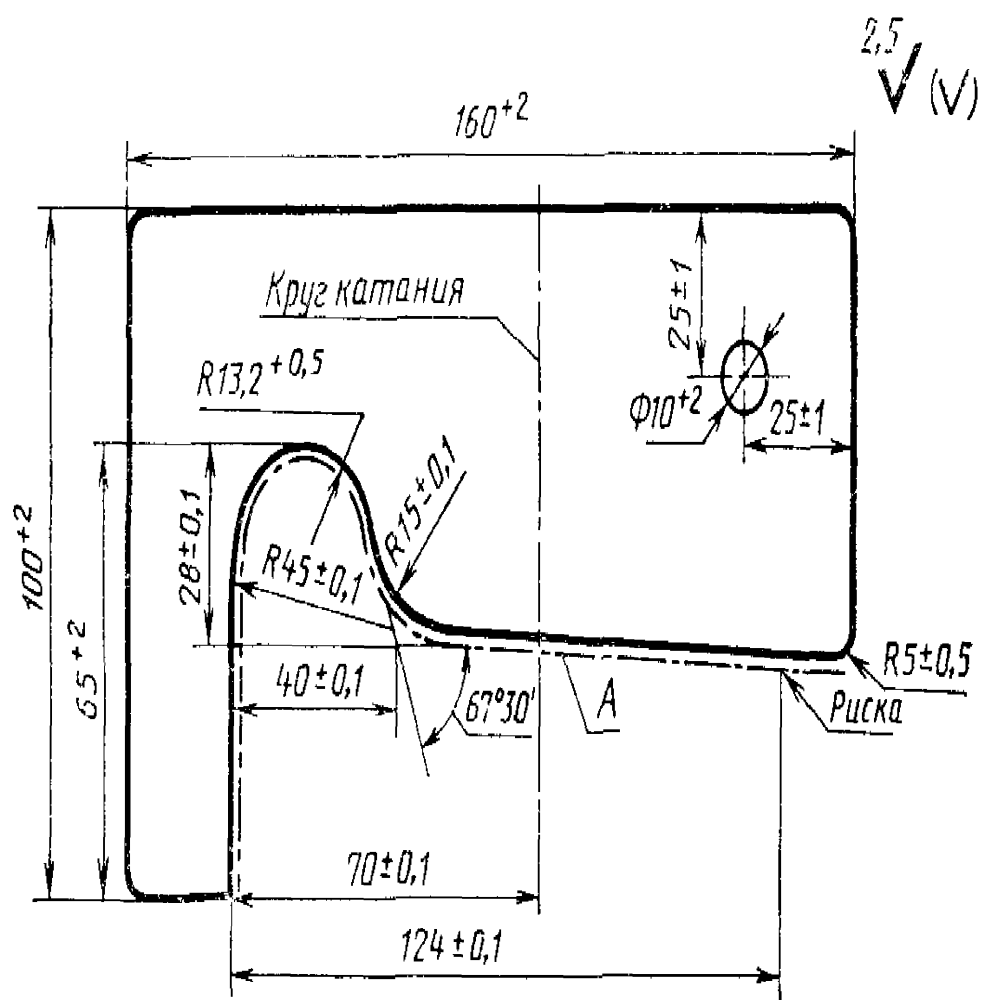 2,5
(√)
160⁺²
Круг катания
25±1
R13,2⁺⁰,⁵
Ф10⁺²
25±1
R15±0,1
28±0,1
100⁺²
R45±0,1
65⁺²
R5±0,5
40±0,1
67°30'
А
Риска
70±0,1
124±0,1